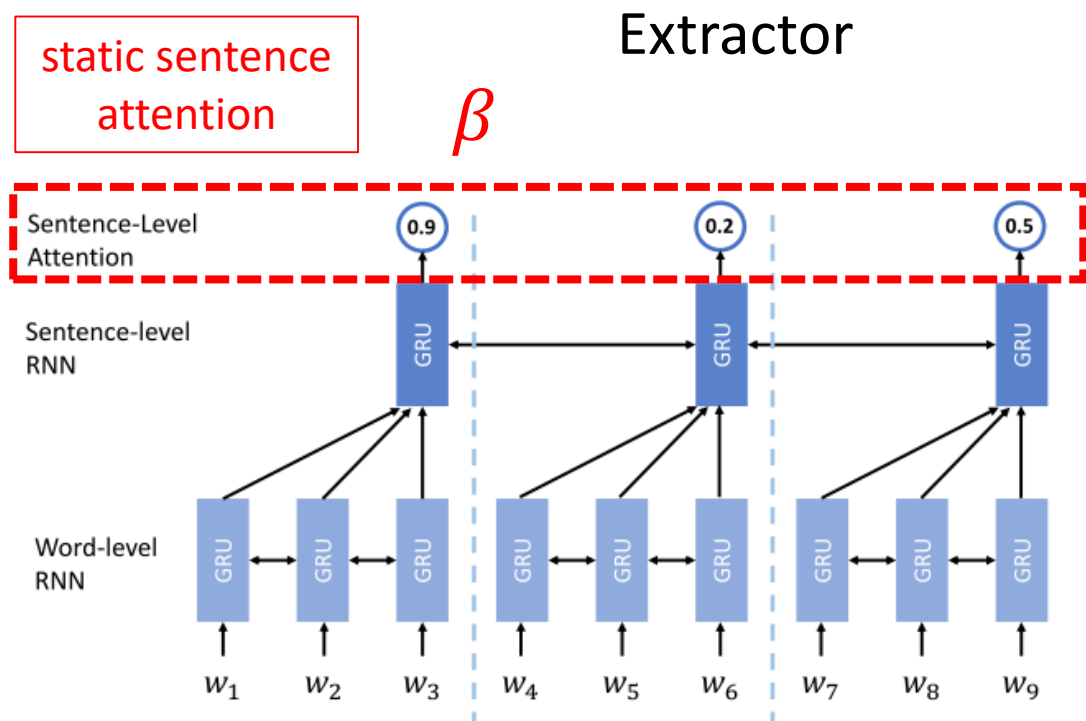 static sentence
attention
Extractor
β
Sentence-Level
Attention
0.9
0.2
0.5
Sentence-level
RNN
GRU
GRU
GRU
Word-level
RNN
GRU
GRU
GRU
GRU
GRU
GRU
GRU
GRU
GRU
w₁ w₂ w₃ w₄ w₅ w₆ w₇ w₈ w₉